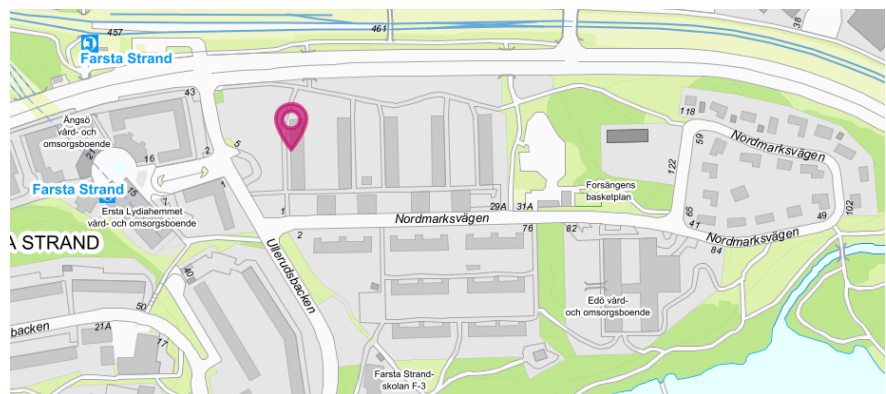 457
461
38
Farsta Strand
43
118
Ängsö
vård- och
omsorgsboende
21
16
2
5
59
Nordmarksvägen
122
Farsta Strand
15
7
1
Forsängens
basketplan
Ersta Lydiahemmet
vård- och omsorgsboende
1
29A
31A
65
49
102
Nordmarksvägen
76
82
41
Nordmarksvägen
84
A STRAND
2
Ullerudsbacken
40
50
Edö vård-
och omsorgsboende
backen
21A
17
Farsta Strand-
skolan F-3